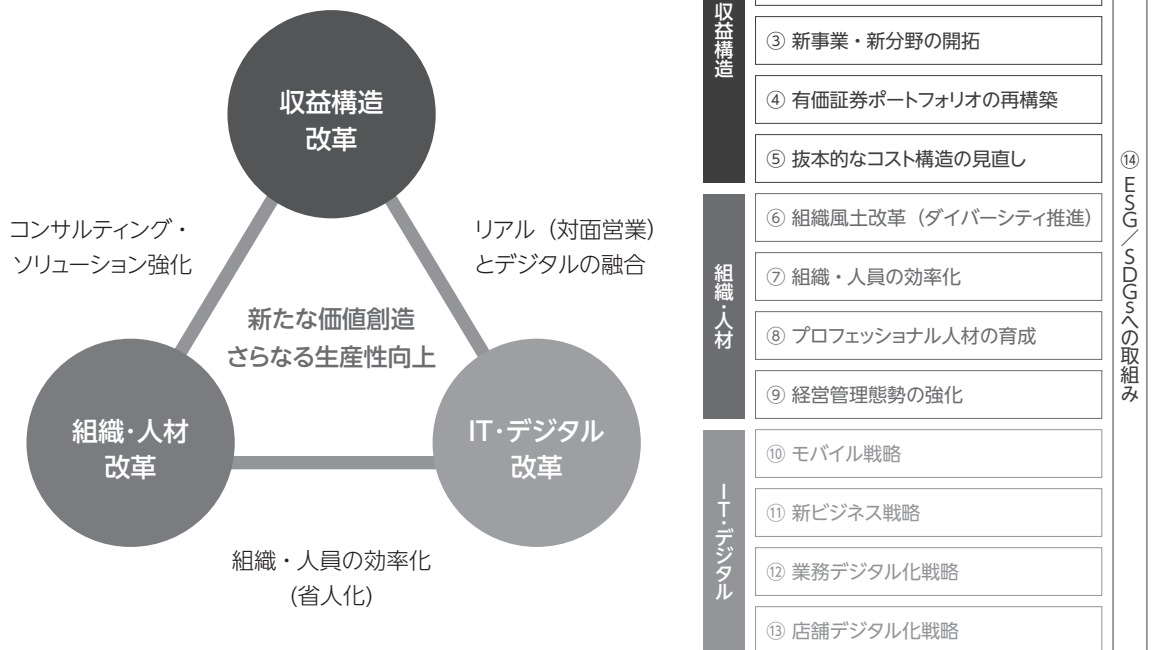 収益構造
改革
コンサルティング・
ソリューション強化
リアル（対面営業）
とデジタルの融合
新たな価値創造
さらなる生産性向上
組織・人材
改革
IT・デジタル
改革
組織・人員の効率化
(省人化)
収益構造
③ 新事業・新分野の開拓
④ 有価証券ポートフォリオの再構築
⑤ 抜本的なコスト構造の見直し
組織・人材
⑥ 組織風土改革（ダイバーシティ推進）
⑦ 組織・人員の効率化
⑧ プロフェッショナル人材の育成
⑨ 経営管理態勢の強化
IT・デジタル
⑩ モバイル戦略
⑪ 新ビジネス戦略
⑫ 業務デジタル化戦略
⑬ 店舗デジタル化戦略
⑭ ESG／SDGsへの取組み